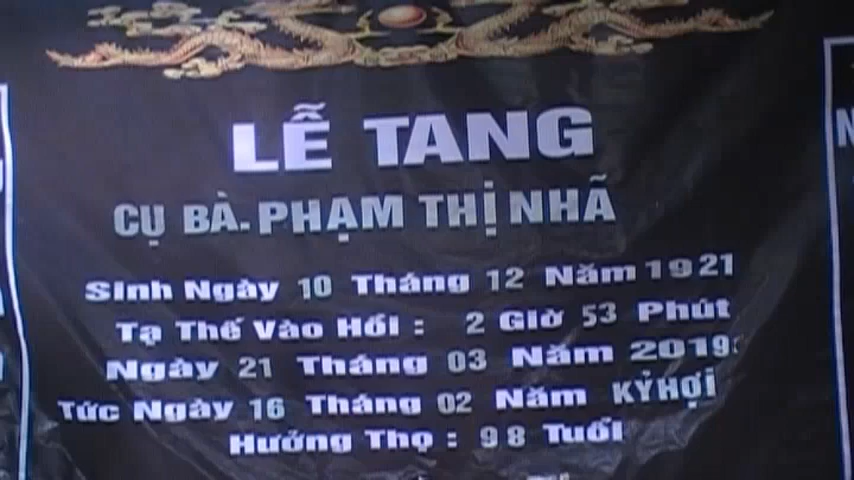 LỄ TANG
CỤ BÀ. PHẠM THỊ NHÃ
Sinh Ngày 10 Tháng 12 Năm 1921
Tạ Thế Vào Hồi : 2 Giờ 53 Phút
Ngày 21 Tháng 03 Năm 2019
Tức Ngày 16 Tháng 02 Năm KỶ HỢI
Hưởng Thọ : 98 Tuổi